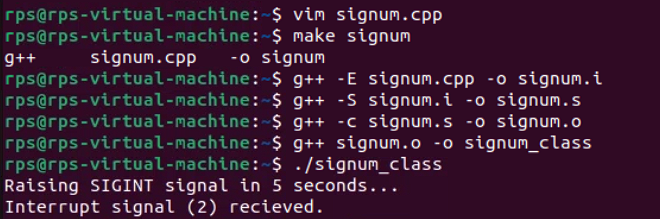 rps@rps-virtual-machine:~$ vim signum.cpp
rps@rps-virtual-machine:~$ make signum
g++     signum.cpp   -o signum
rps@rps-virtual-machine:~$ g++ -E signum.cpp -o signum.i
rps@rps-virtual-machine:~$ g++ -S signum.i -o signum.s
rps@rps-virtual-machine:~$ g++ -c signum.s -o signum.o
rps@rps-virtual-machine:~$ g++ signum.o -o signum_class
rps@rps-virtual-machine:~$ ./signum_class
Raising SIGINT signal in 5 seconds...
Interrupt signal (2) recieved.